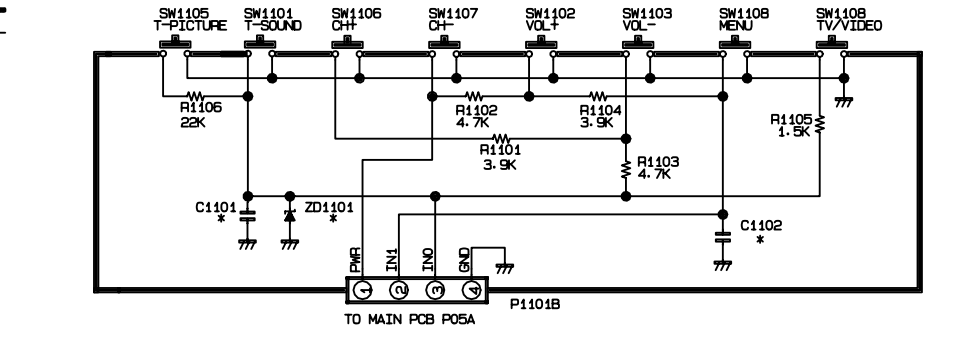 SW1105 SW1101 SW1106 SW1107 SW1102 SW1103 SW1108 SW1108
T-PICTURE T-SOUND CH+ CH- VOL+ VOL- MENU TV/VIDEO
R1106
22K
R1102
4.7K
R1104
3.9K
R1105
1.5K
R1101
3.9K
R1103
4.7K
C1101
*
ZD1101
*
C1102
*
PWR IN1 IN0 GND
1 2 3 4
P1101B
TO MAIN PCB P05A